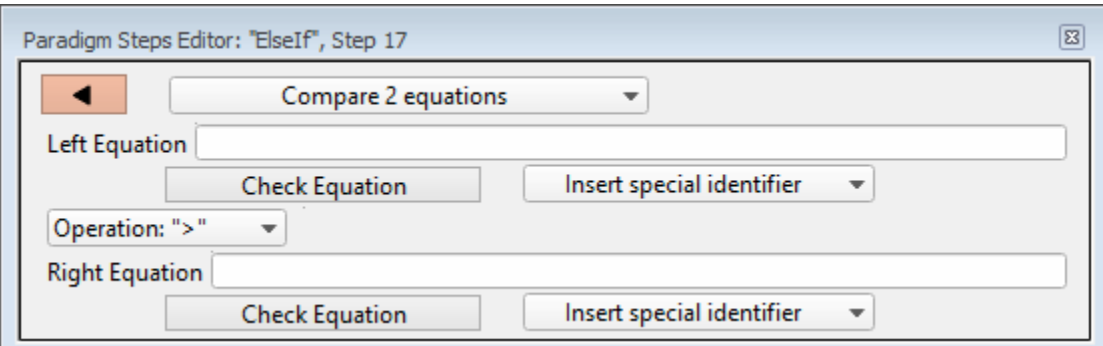 Paradigm Steps Editor: "ElseIf", Step 17
Compare 2 equations
Left Equation
Check Equation Insert special identifier
Operation: ">"
Right Equation
Check Equation Insert special identifier